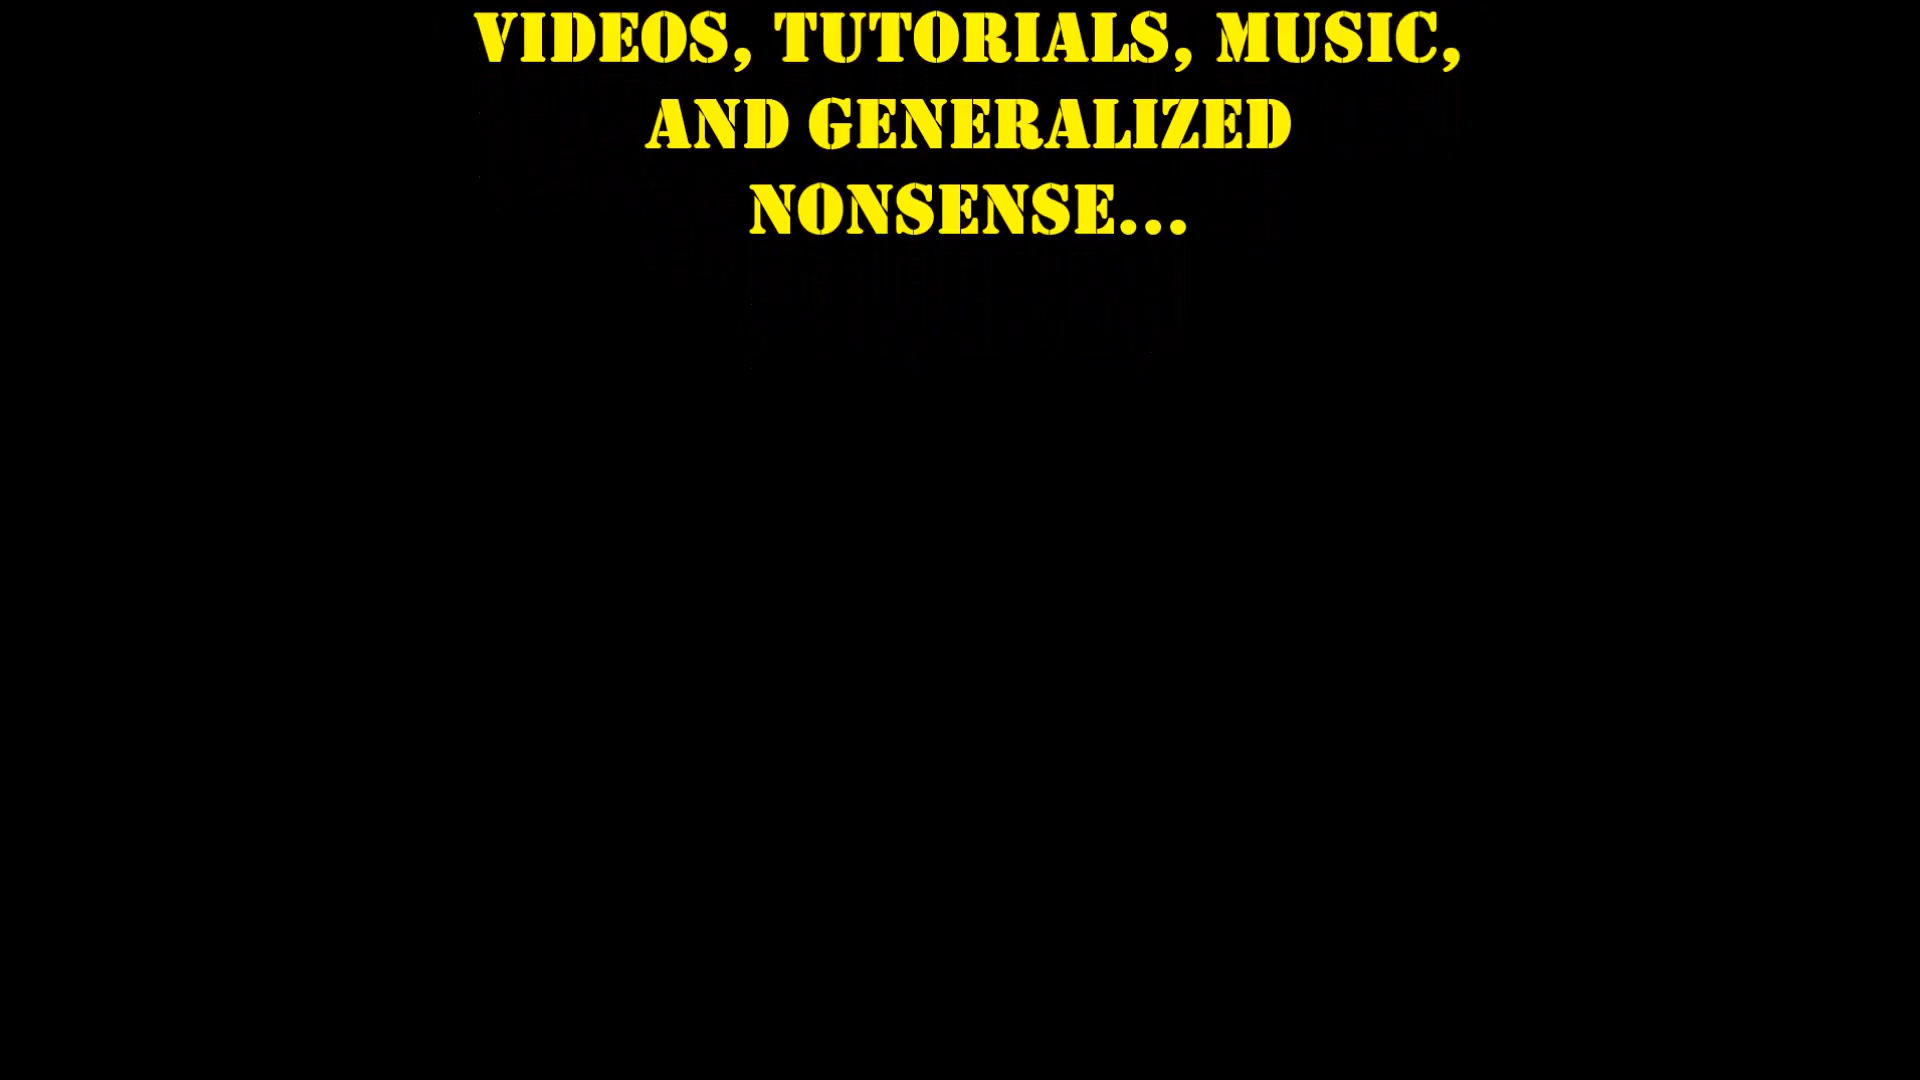 VIDEOS, TUTORIALS, MUSIC,
AND GENERALIZED
NONSENSE...